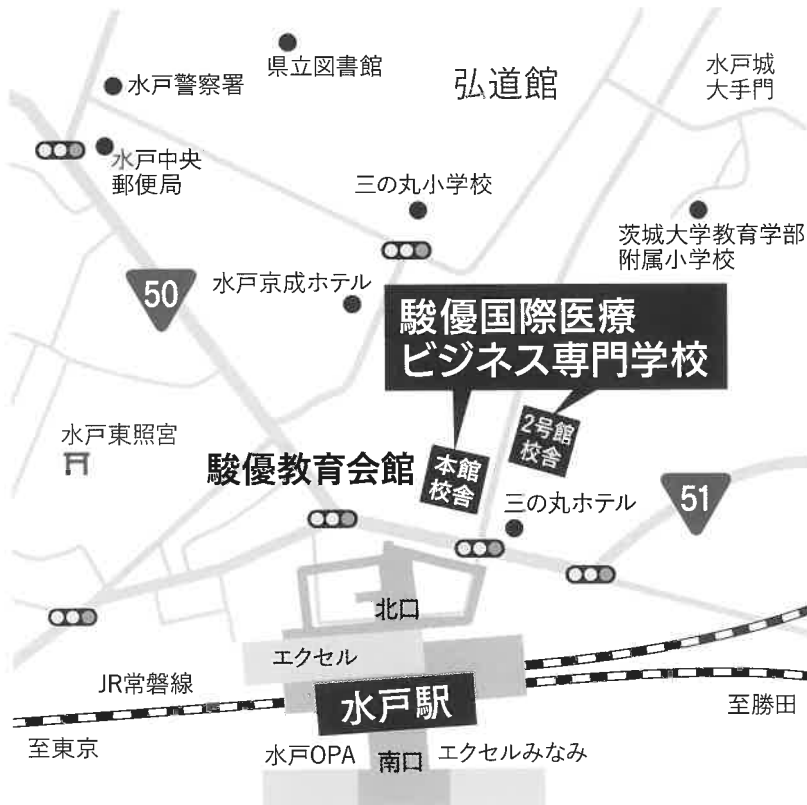 県立図書館
水戸警察署
弘道館
水戸城
大手門
水戸中央
郵便局
三の丸小学校
茨城大学教育学部
附属小学校
50
水戸京成ホテル
駿優国際医療
ビジネス専門学校
2号館
校舎
水戸東照宮
駿優教育会館
本館
校舎
三の丸ホテル
51
北口
エクセル
JR常磐線
水戸駅
至勝田
至東京
水戸OPA
南口
エクセルみなみ